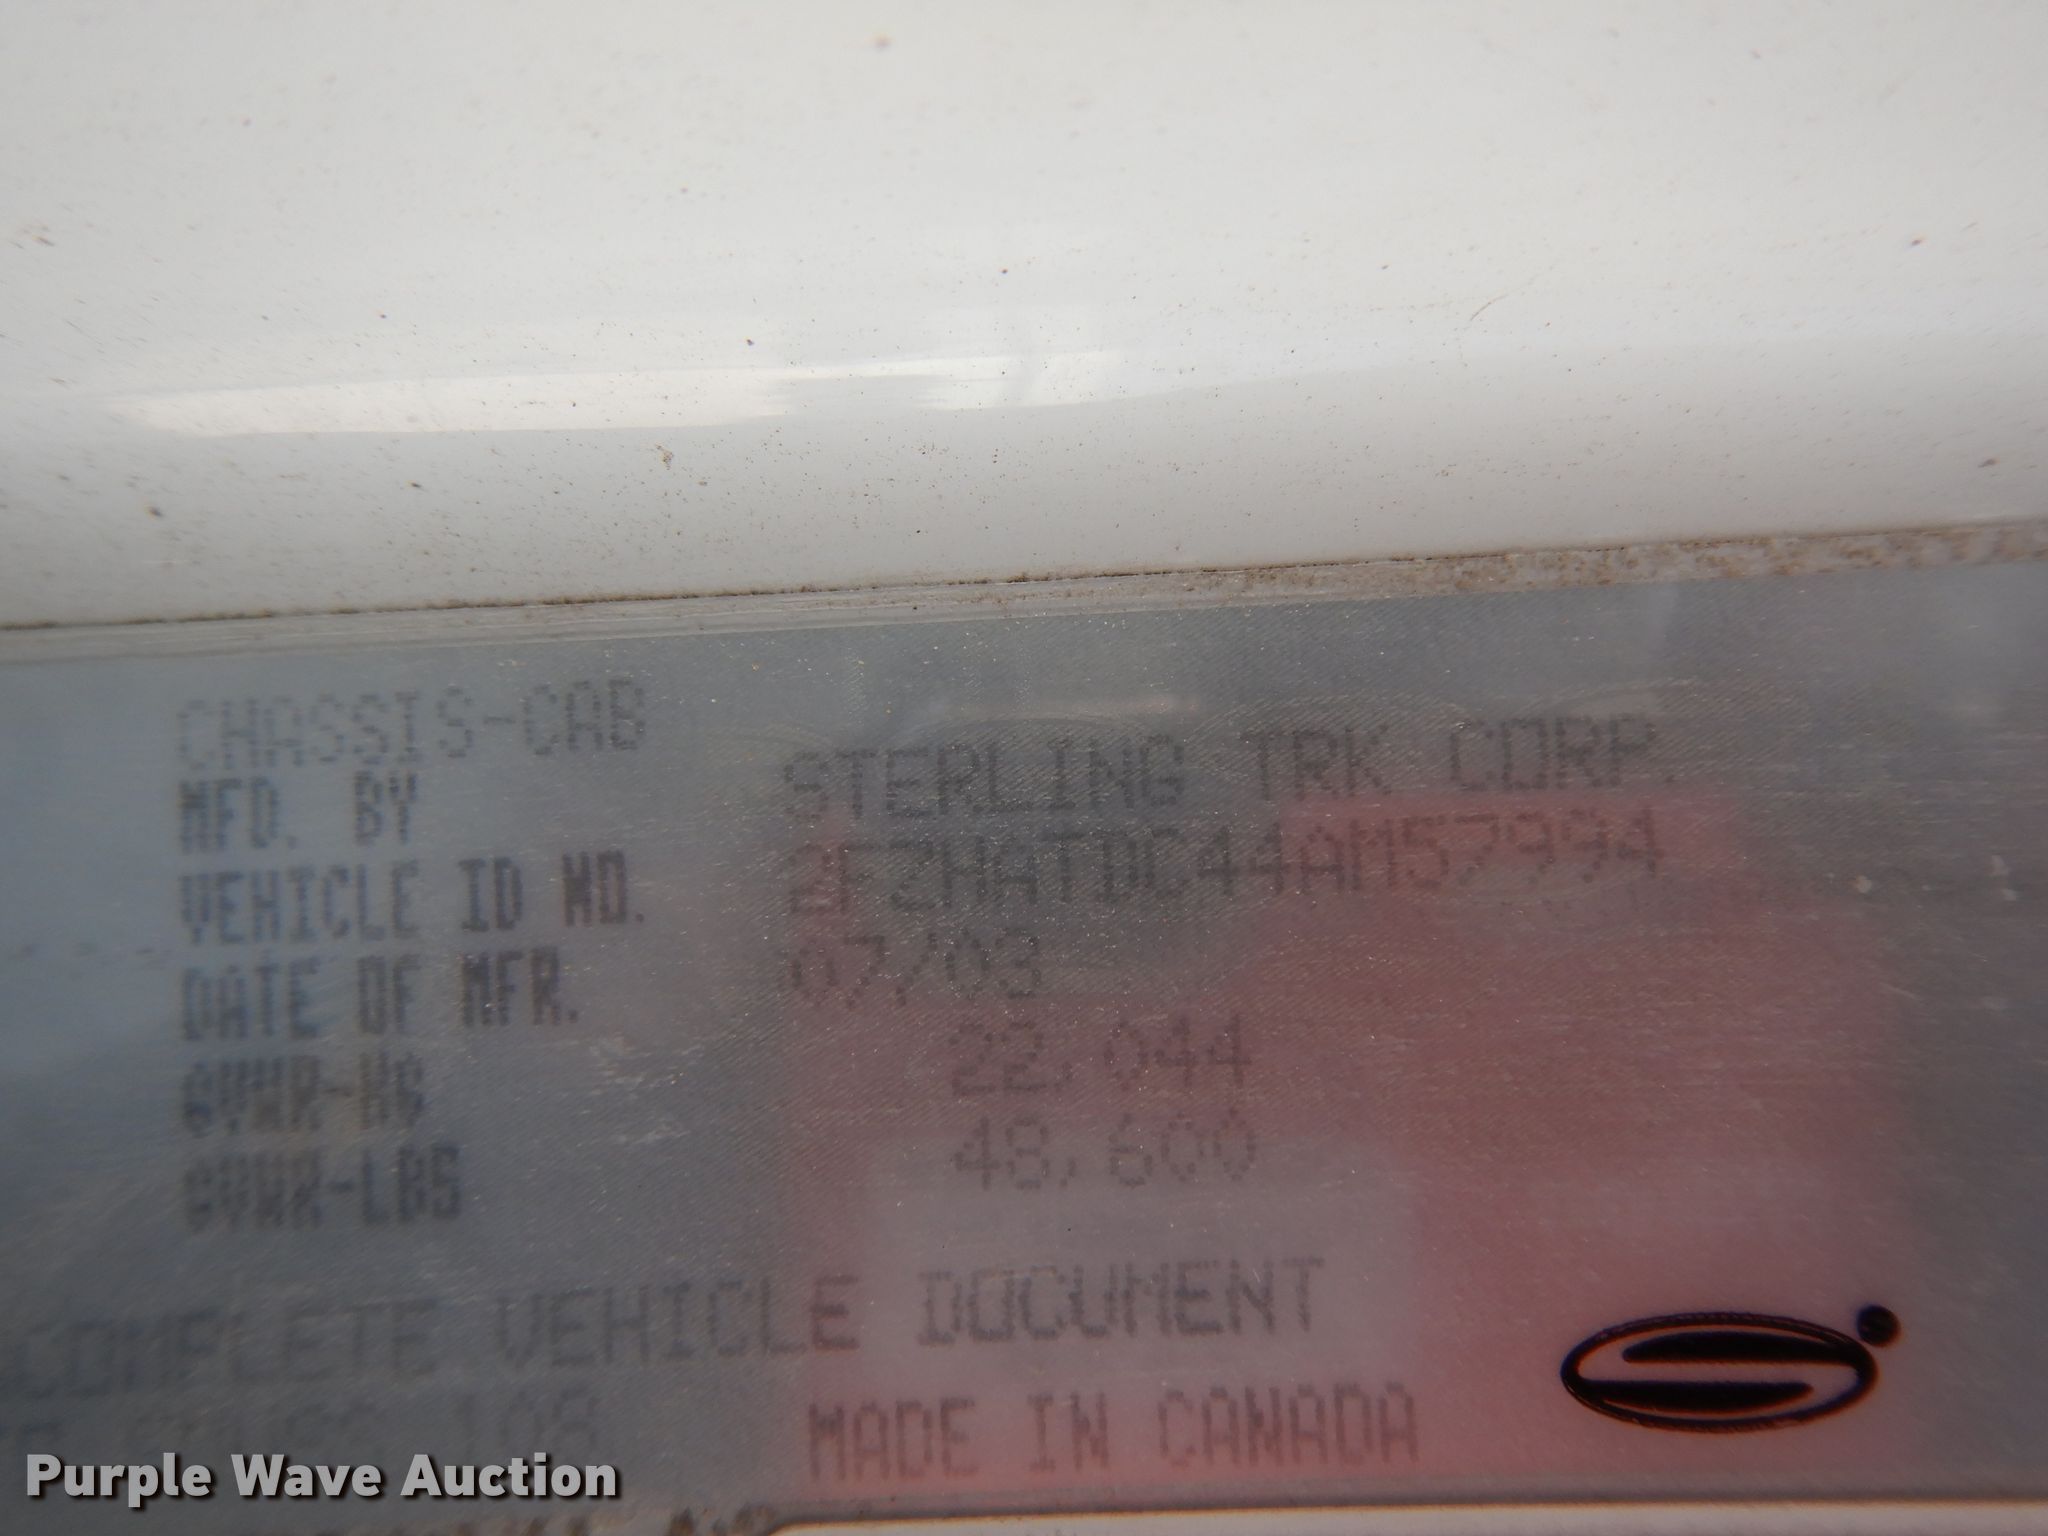 CHASSIS-CAB
MFD. BY STERLING TRK CORP.
VEHICLE ID NO. 2FZHATDC44AM57994
DATE OF MFR. 07/03
GVWR-KG 22,044
GVWR-LBS 48,600
COMPLETE VEHICLE DOCUMENT
108 MADE IN CANADA
Purple Wave Auction